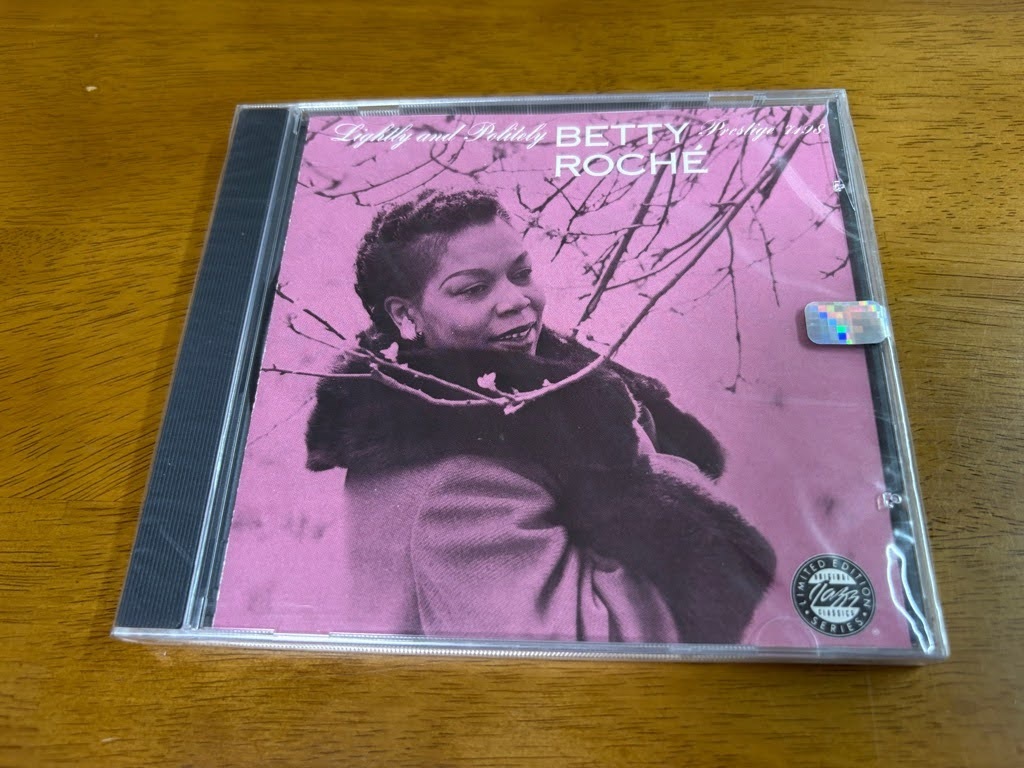 Lightly and Politely BETTY Prestige 7198
ROCHÉ
LIMITED EDITION
ORIGINAL
Jazz
CLASSICS
SERIES